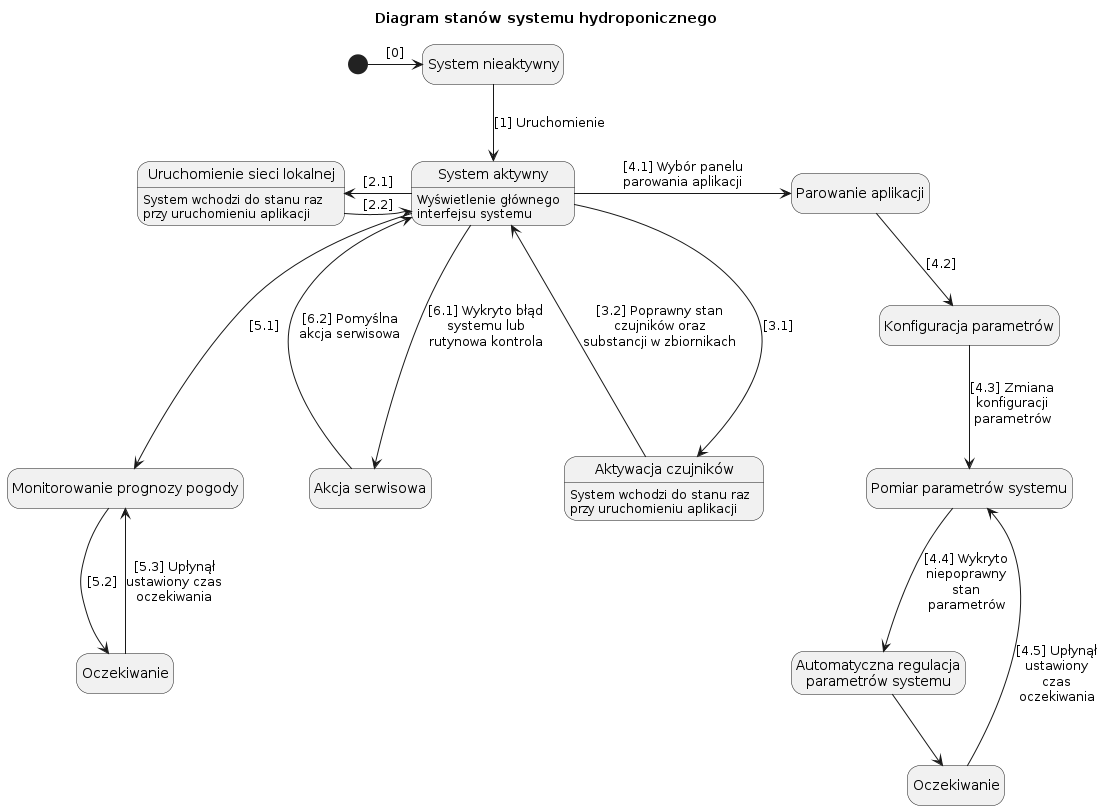 Diagram stanów systemu hydroponicznego
[0]
System nieaktywny
[1] Uruchomienie
Uruchomienie sieci lokalnej
System wchodzi do stanu raz
przy uruchomieniu aplikacji
[2.1]
[2.2]
System aktywny
Wyświetlenie głównego
interfejsu systemu
[4.1] Wybór panelu
parowania aplikacji
Parowanie aplikacji
[4.2]
Konfiguracja parametrów
[5.1]
[6.2] Pomyślna
akcja serwisowa
[6.1] Wykryto błąd
systemu lub
rutynowa kontrola
[3.2] Poprawny stan
czujników oraz
substancji w zbiornikach
[3.1]
[4.3] Zmiana
konfiguracji
parametrów
Monitorowanie prognozy pogody
Akcja serwisowa
Aktywacja czujników
System wchodzi do stanu raz
przy uruchomieniu aplikacji
Pomiar parametrów systemu
[5.2]
[5.3] Upłynął
ustawiony czas
oczekiwania
[4.4] Wykryto
niepoprawny
stan
parametrów
Oczekiwanie
Automatyczna regulacja
parametrów systemu
[4.5] Upłynął
ustawiony
czas
oczekiwania
Oczekiwanie